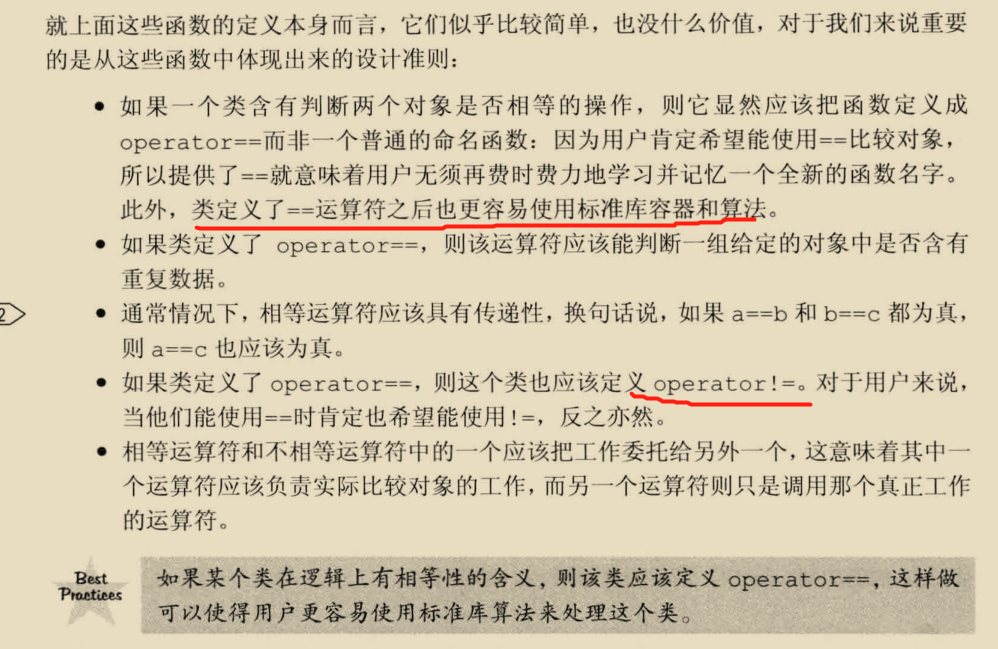 就上面这些函数的定义本身而言，它们似乎比较简单，也没什么价值，对于我们来说重要
的是从这些函数中体现出来的设计准则：
● 如果一个类含有判断两个对象是否相等的操作，则它显然应该把函数定义成
operator==而非一个普通的命名函数：因为用户肯定希望能使用==比较对象，
所以提供了==就意味着用户无须再费时费力地学习并记忆一个全新的函数名字。
此外，类定义了==运算符之后也更容易使用标准库容器和算法。
● 如果类定义了 operator==，则该运算符应该能判断一组给定的对象中是否含有
重复数据。
2
● 通常情况下，相等运算符应该具有传递性，换句话说，如果 a==b 和 b==c 都为真，
则 a==c 也应该为真。
● 如果类定义了 operator==，则这个类也应该定义 operator!=。对于用户来说，
当他们能使用==时肯定也希望能使用!=，反之亦然。
● 相等运算符和不相等运算符中的一个应该把工作委托给另外一个，这意味着其中一
个运算符应该负责实际比较对象的工作，而另一个运算符则只是调用那个真正工作
的运算符。
Best
Practices
如果某个类在逻辑上有相等性的含义，则该类应该定义 operator==，这样做
可以使得用户更容易使用标准库算法来处理这个类。